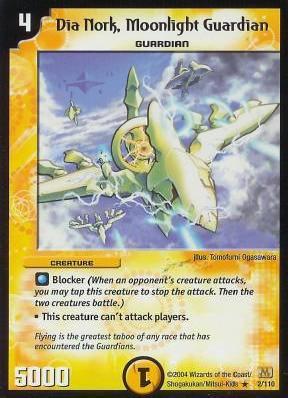 4
Dia Nork, Moonlight Guardian
GUARDIAN
illus. Tomofumi Ogasawara
CREATURE
Blocker (When an opponent's creature attacks,
you may tap this creature to stop the attack. Then the
two creatures battle.)
• This creature can't attack players.
Flying is the greatest taboo of any race that has
encountered the Guardians.
5000
1
©2004 Wizards of the Coast/
Shogakukan/Mitsui-Kids ★ 2/110